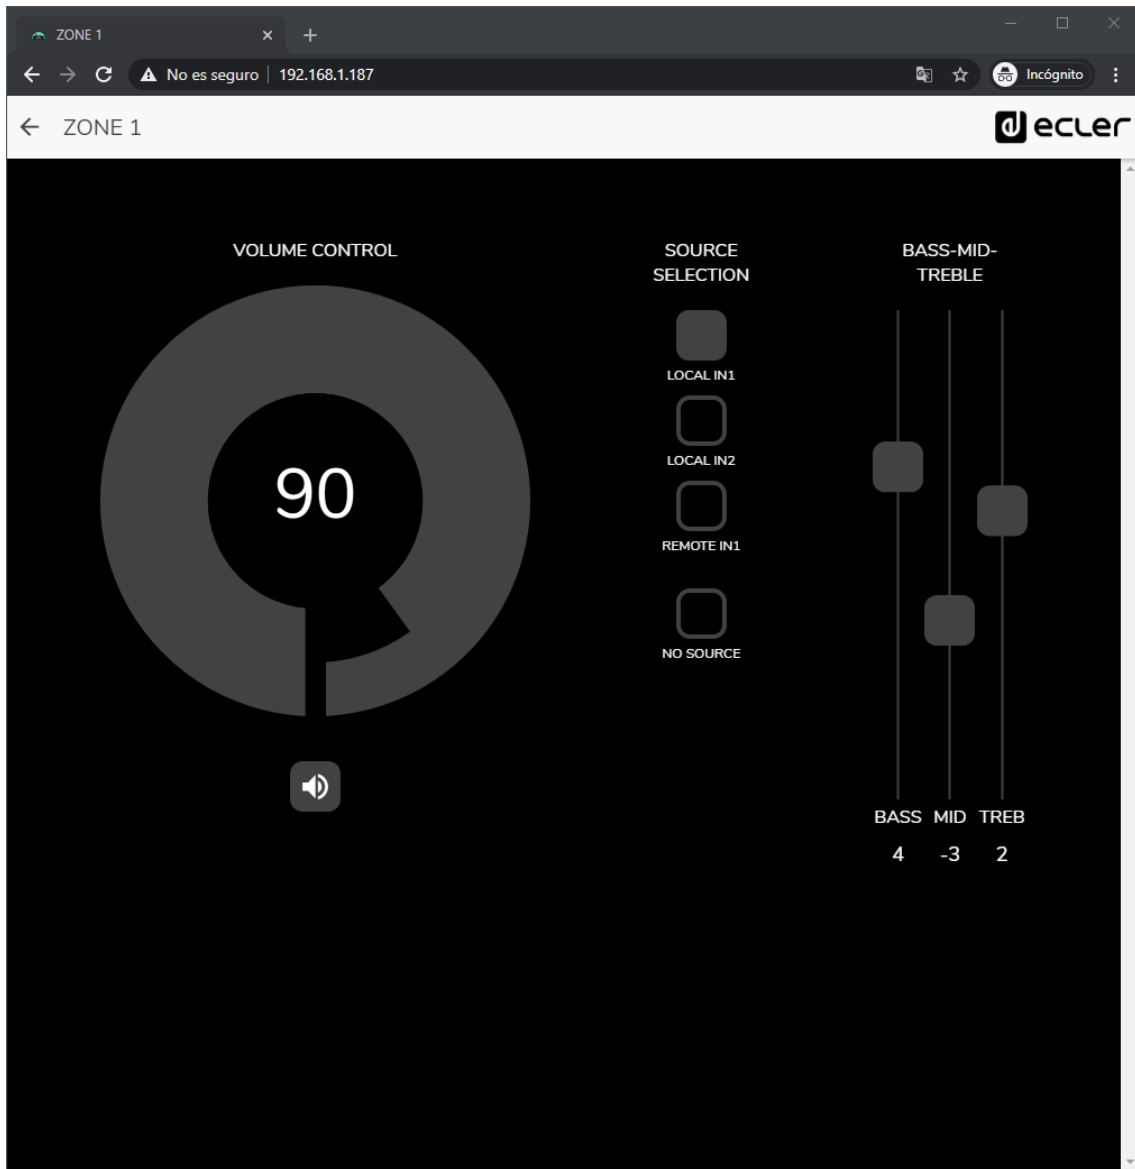 ZONE 1
No es seguro
192.168.1.187
Incógnito
ZONE 1
ecler
VOLUME CONTROL
90
SOURCE
SELECTION
LOCAL IN1
LOCAL IN2
REMOTE IN1
NO SOURCE
BASS-MID-
TREBLE
BASS MID TREB
4 -3 2